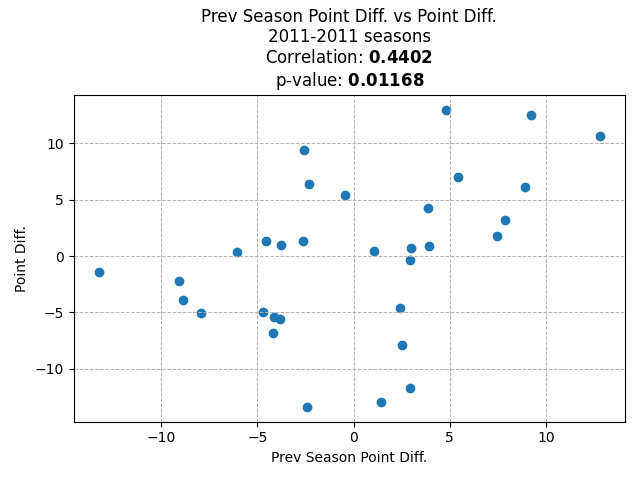 Prev Season Point Diff. vs Point Diff.
2011-2011 seasons
Correlation: 0.4402
p-value: 0.01168
10
5
0
−5
−10
Point Diff.
−10
−5
0
5
10
Prev Season Point Diff.